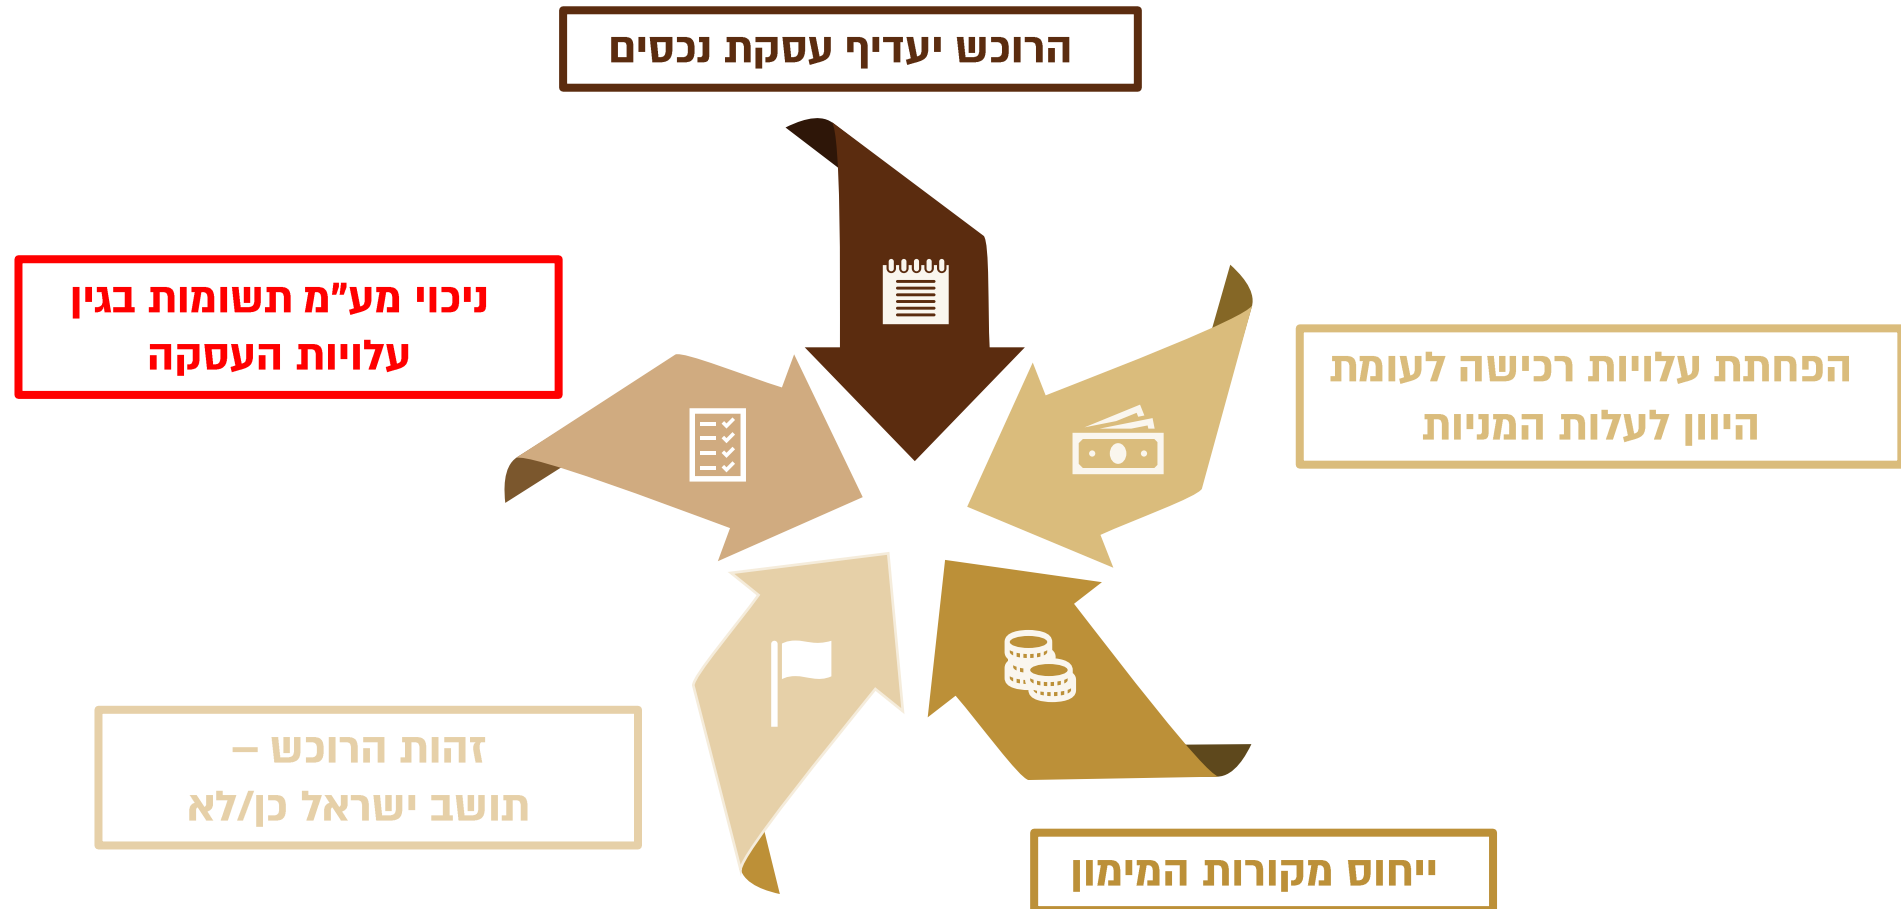 הרוכש יעדיף עסקת נכסים
הפחתת עלויות רכישה לעומת
היוון לעלות המניות
ייחוס מקורות המימון
זהות הרוכש –
תושב ישראל כן/לא
ניכוי מע"מ תשומות בגין
עלויות העסקה